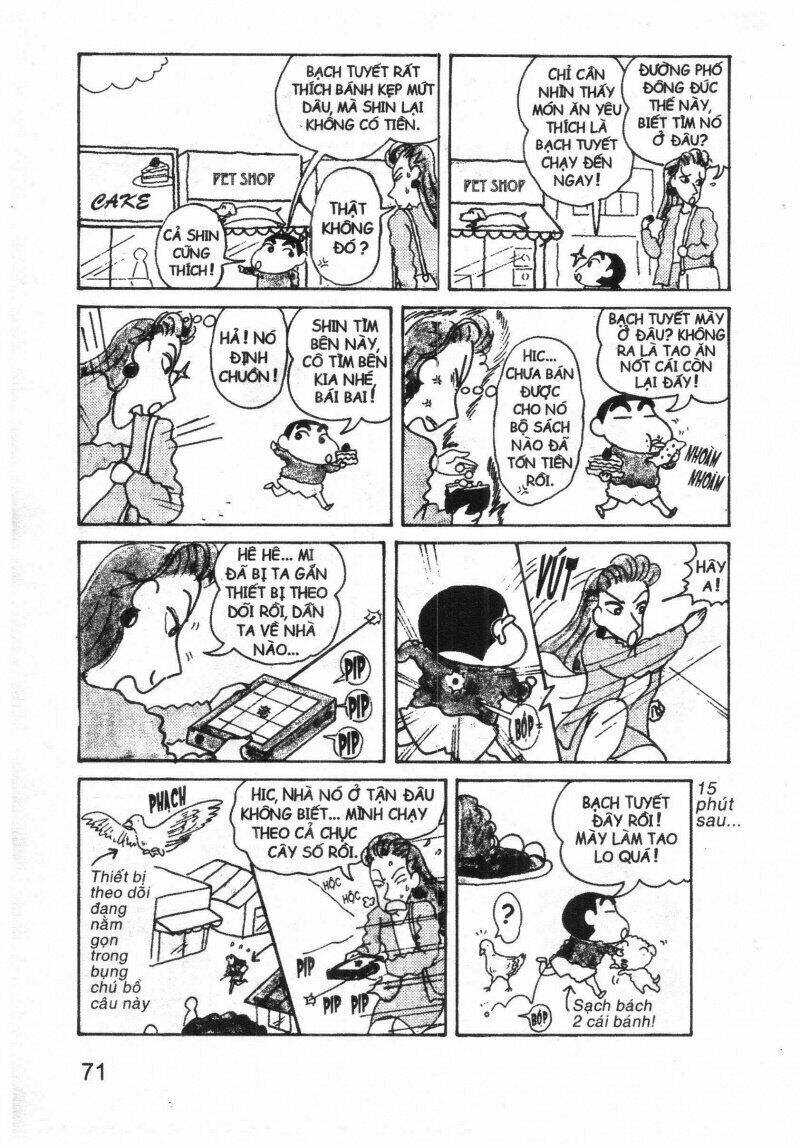 ĐƯỜNG PHỐ
ĐÔNG ĐÚC
THẾ NÀY,
BIẾT TÌM NÓ
Ở ĐÂU?
CHỈ CẦN
NHÌN THẤY
MÓN ĂN YÊU
THÍCH LÀ
BẠCH TUYẾT
CHẠY ĐẾN
NGAY!
PET SHOP
BẠCH TUYẾT RẤT
THÍCH BÁNH KẸP MỨT
DÂU, MÀ SHIN LẠI
KHÔNG CÓ TIỀN.
THẬT
KHÔNG
ĐÓ?
PET SHOP
CAKE
CẢ SHIN
CŨNG
THÍCH!
BẠCH TUYẾT MÀY
Ở ĐÂU? KHÔNG
RA LÀ TAO ĂN
NỐT CÁI CÒN
LẠI ĐẤY!
NHOÀM
NHOÀM
HIC...
CHƯA BÁN
ĐƯỢC
CHO NÓ
BỘ SÁCH
NÀO ĐÃ
TỐN TIỀN
RỒI.
SHIN TÌM
BÊN NÀY,
CÔ TÌM BÊN
KIA NHÉ,
BÁI BAI!
HẢ! NÓ
ĐỊNH
CHUỒN!
HÂY
A!
VÚT
BỐP
HÊ HÊ... MI
ĐÃ BỊ TA GẮN
THIẾT BỊ THEO
DÕI RỒI, DẪN
TA VỀ NHÀ
NÀO...
PIP
PIP
PIP
15
phút
sau...
BẠCH TUYẾT
ĐÂY RỒI!
MÀY LÀM TAO
LO QUÁ!
?
BỐP
Sạch bách
2 cái bánh!
HIC, NHÀ NÓ Ở TẬN ĐÂU
KHÔNG BIẾT... MÌNH CHẠY
THEO CẢ CHỤC
CÂY SỐ RỒI.
HỘC
HỘC
PIP
PIP PIP
PHẠCH
Thiết bị
theo dõi
đang
nằm
gọn
trong
bụng
chú bồ
câu này
71